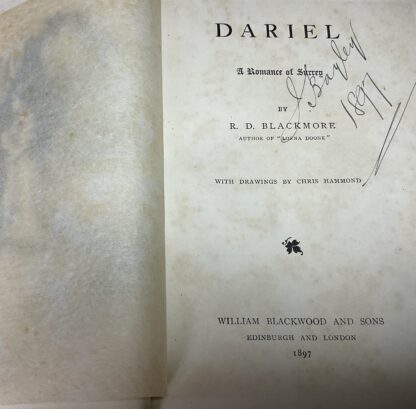 DARIEL
A Romance of Surrey
BY
R. D. BLACKMORE
AUTHOR OF "LORNA DOONE"
J. Bayley
1897.
WITH DRAWINGS BY CHRIS HAMMOND
WILLIAM BLACKWOOD AND SONS
EDINBURGH AND LONDON
1897